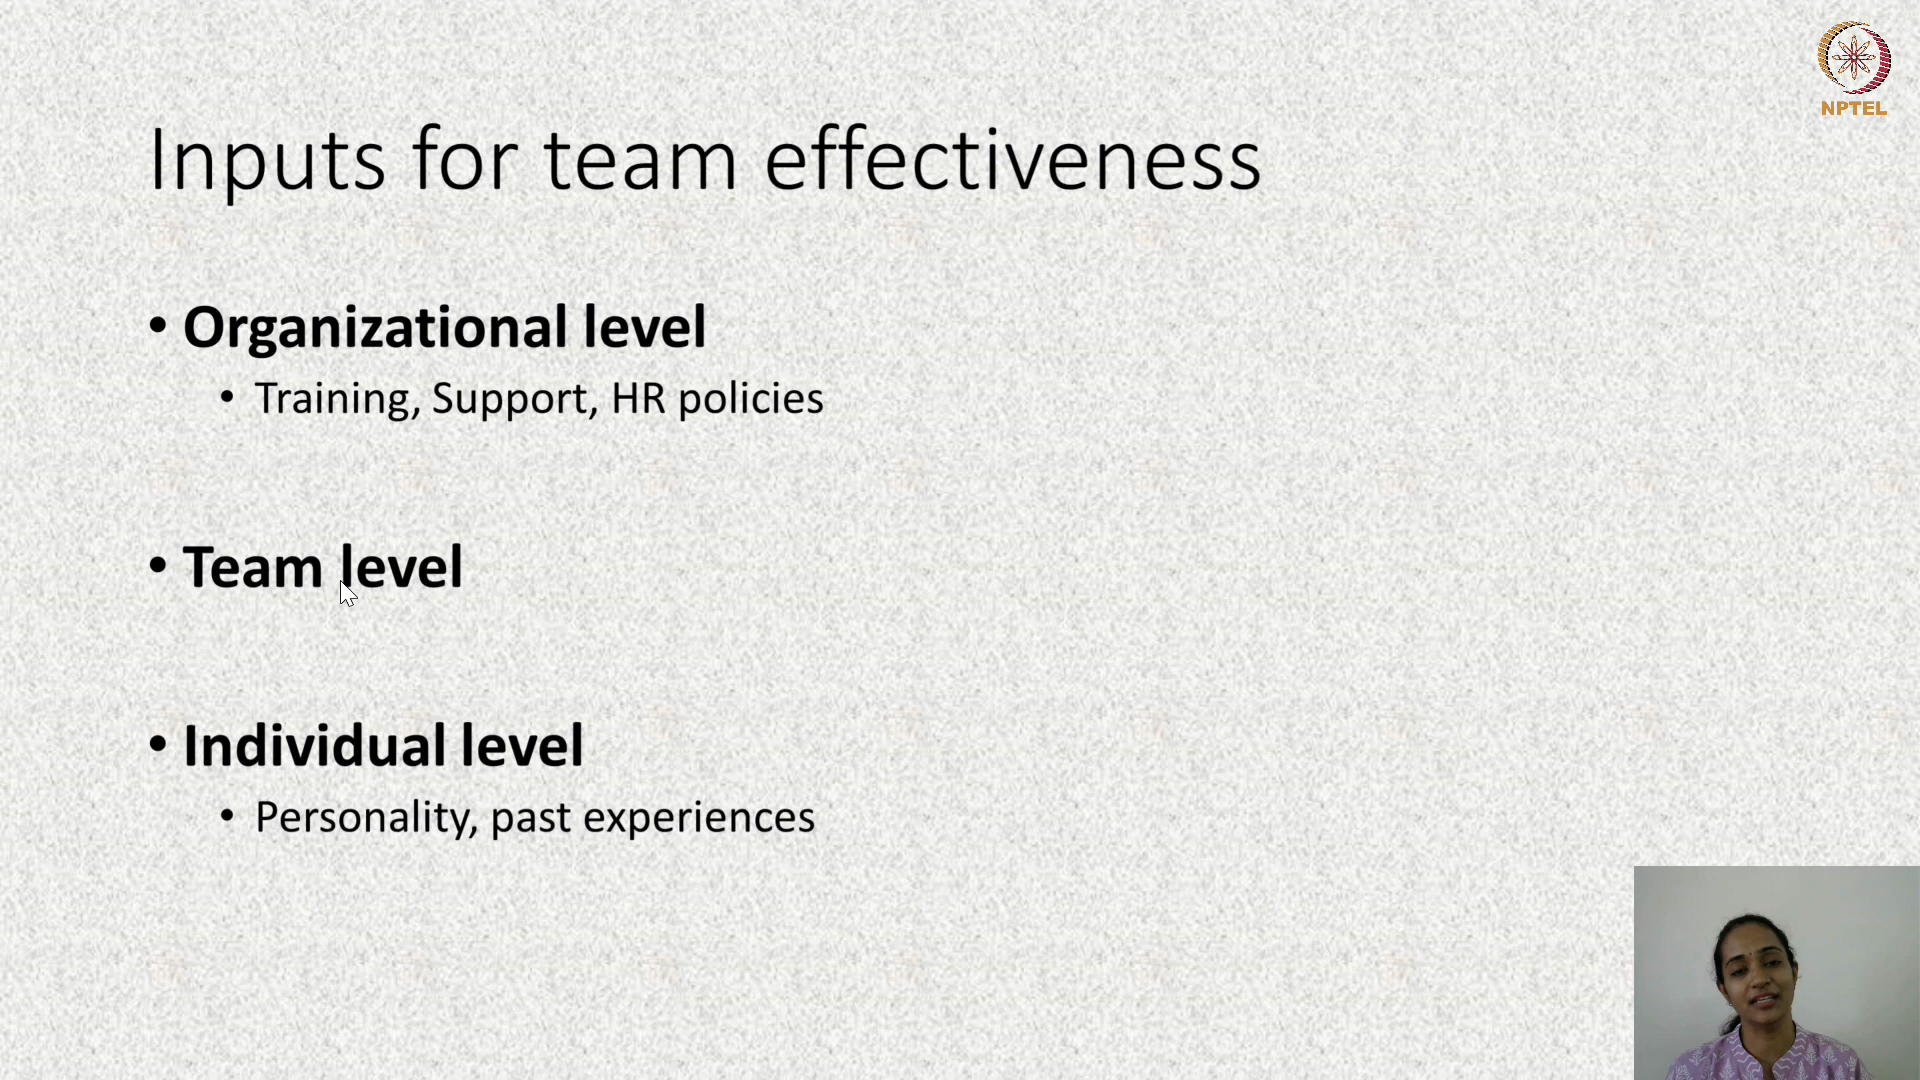 NPTEL
Inputs for team effectiveness
• Organizational level
• Training, Support, HR policies
• Team level
• Individual level
• Personality, past experiences